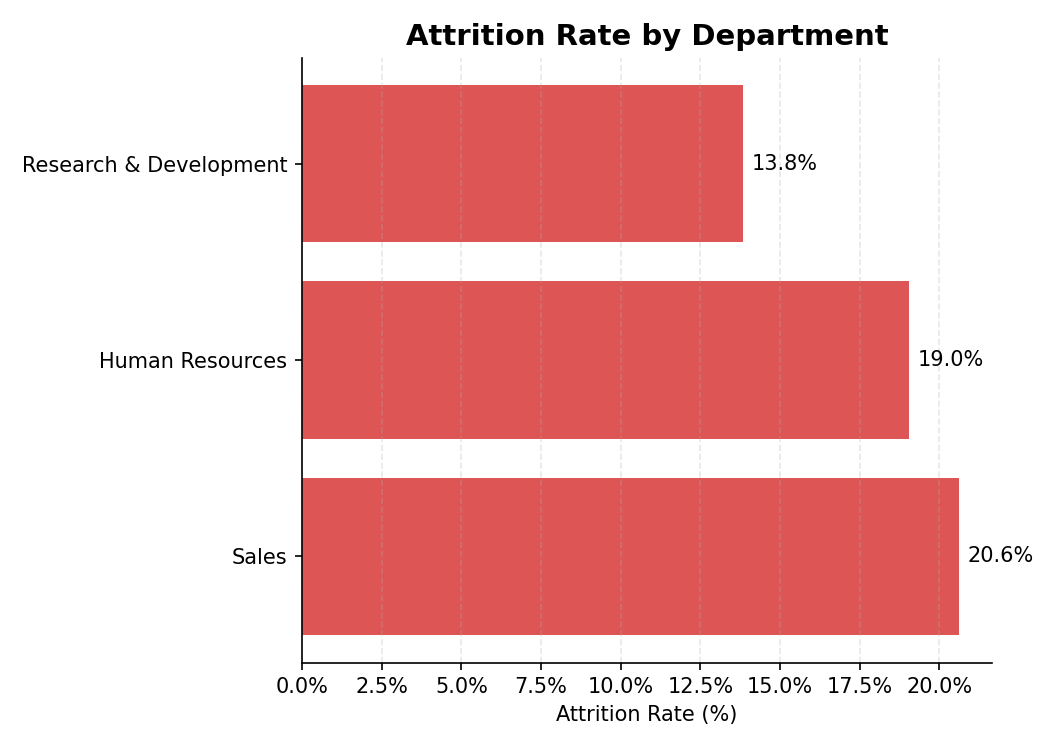 Attrition Rate by Department
Research & Development
13.8%
Human Resources
19.0%
Sales
20.6%
0.0% 2.5% 5.0% 7.5% 10.0% 12.5% 15.0% 17.5% 20.0%
Attrition Rate (%)